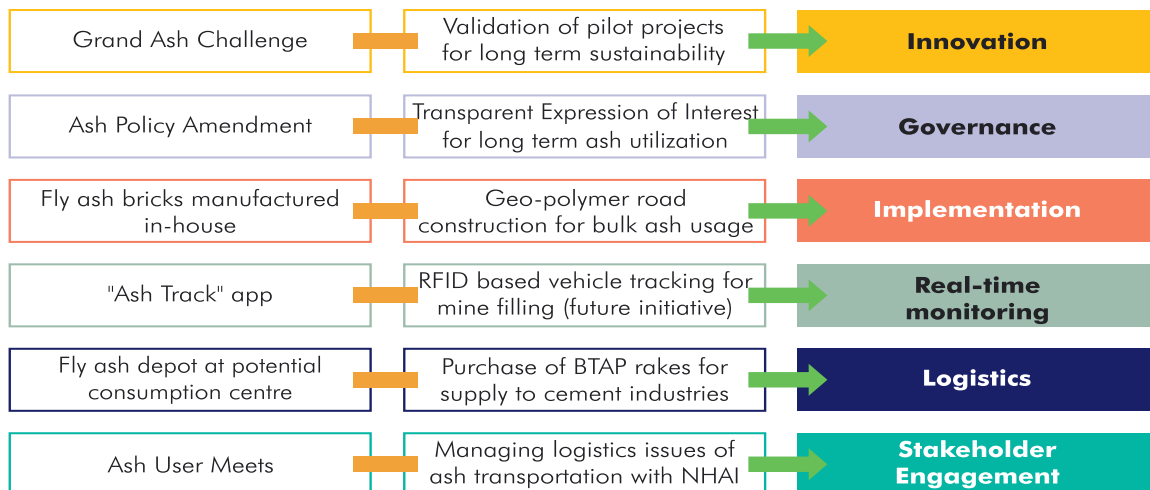 Grand Ash Challenge
Validation of pilot projects
for long term sustainability
Innovation
Ash Policy Amendment
Transparent Expression of Interest
for long term ash utilization
Governance
Fly ash bricks manufactured
in-house
Geo-polymer road
construction for bulk ash usage
Implementation
"Ash Track" app
RFID based vehicle tracking for
mine filling (future initiative)
Real-time
monitoring
Fly ash depot at potential
consumption centre
Purchase of BTAP rakes for
supply to cement industries
Logistics
Ash User Meets
Managing logistics issues of
ash transportation with NHAI
Stakeholder
Engagement